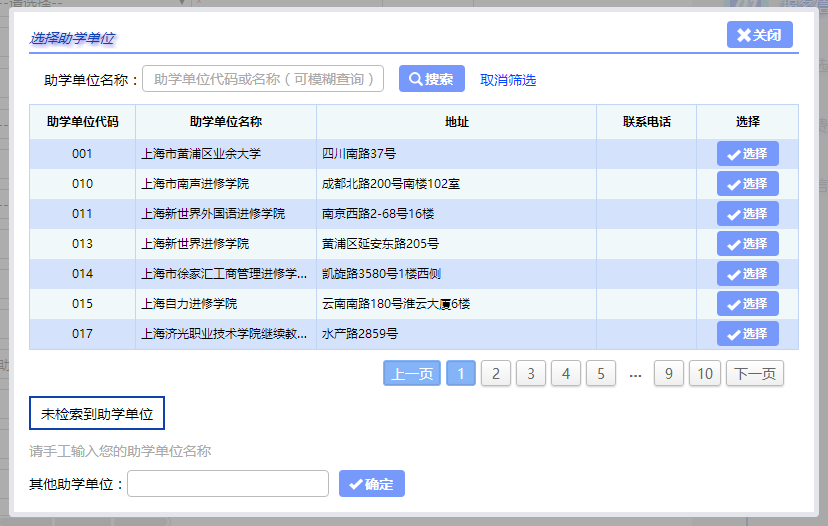 选择助学单位
关闭
助学单位名称：
助学单位代码或名称（可模糊查询）
搜索
取消筛选
助学单位代码 助学单位名称 地址 联系电话 选择
001 上海市黄浦区业余大学 四川南路37号 选择
010 上海市南声进修学院 成都北路200号南楼102室 选择
011 上海新世界外国语进修学院 南京西路2-68号16楼 选择
013 上海新世界进修学院 黄浦区延安东路205号 选择
014 上海市徐家汇工商管理进修学... 凯旋路3580号1楼西侧 选择
015 上海自力进修学院 云南南路180号淮云大厦6楼 选择
017 上海济光职业技术学院继续教... 水产路2859号 选择
上一页 1 2 3 4 5 ... 9 10 下一页
未检索到助学单位
请手工输入您的助学单位名称
其他助学单位：
确定